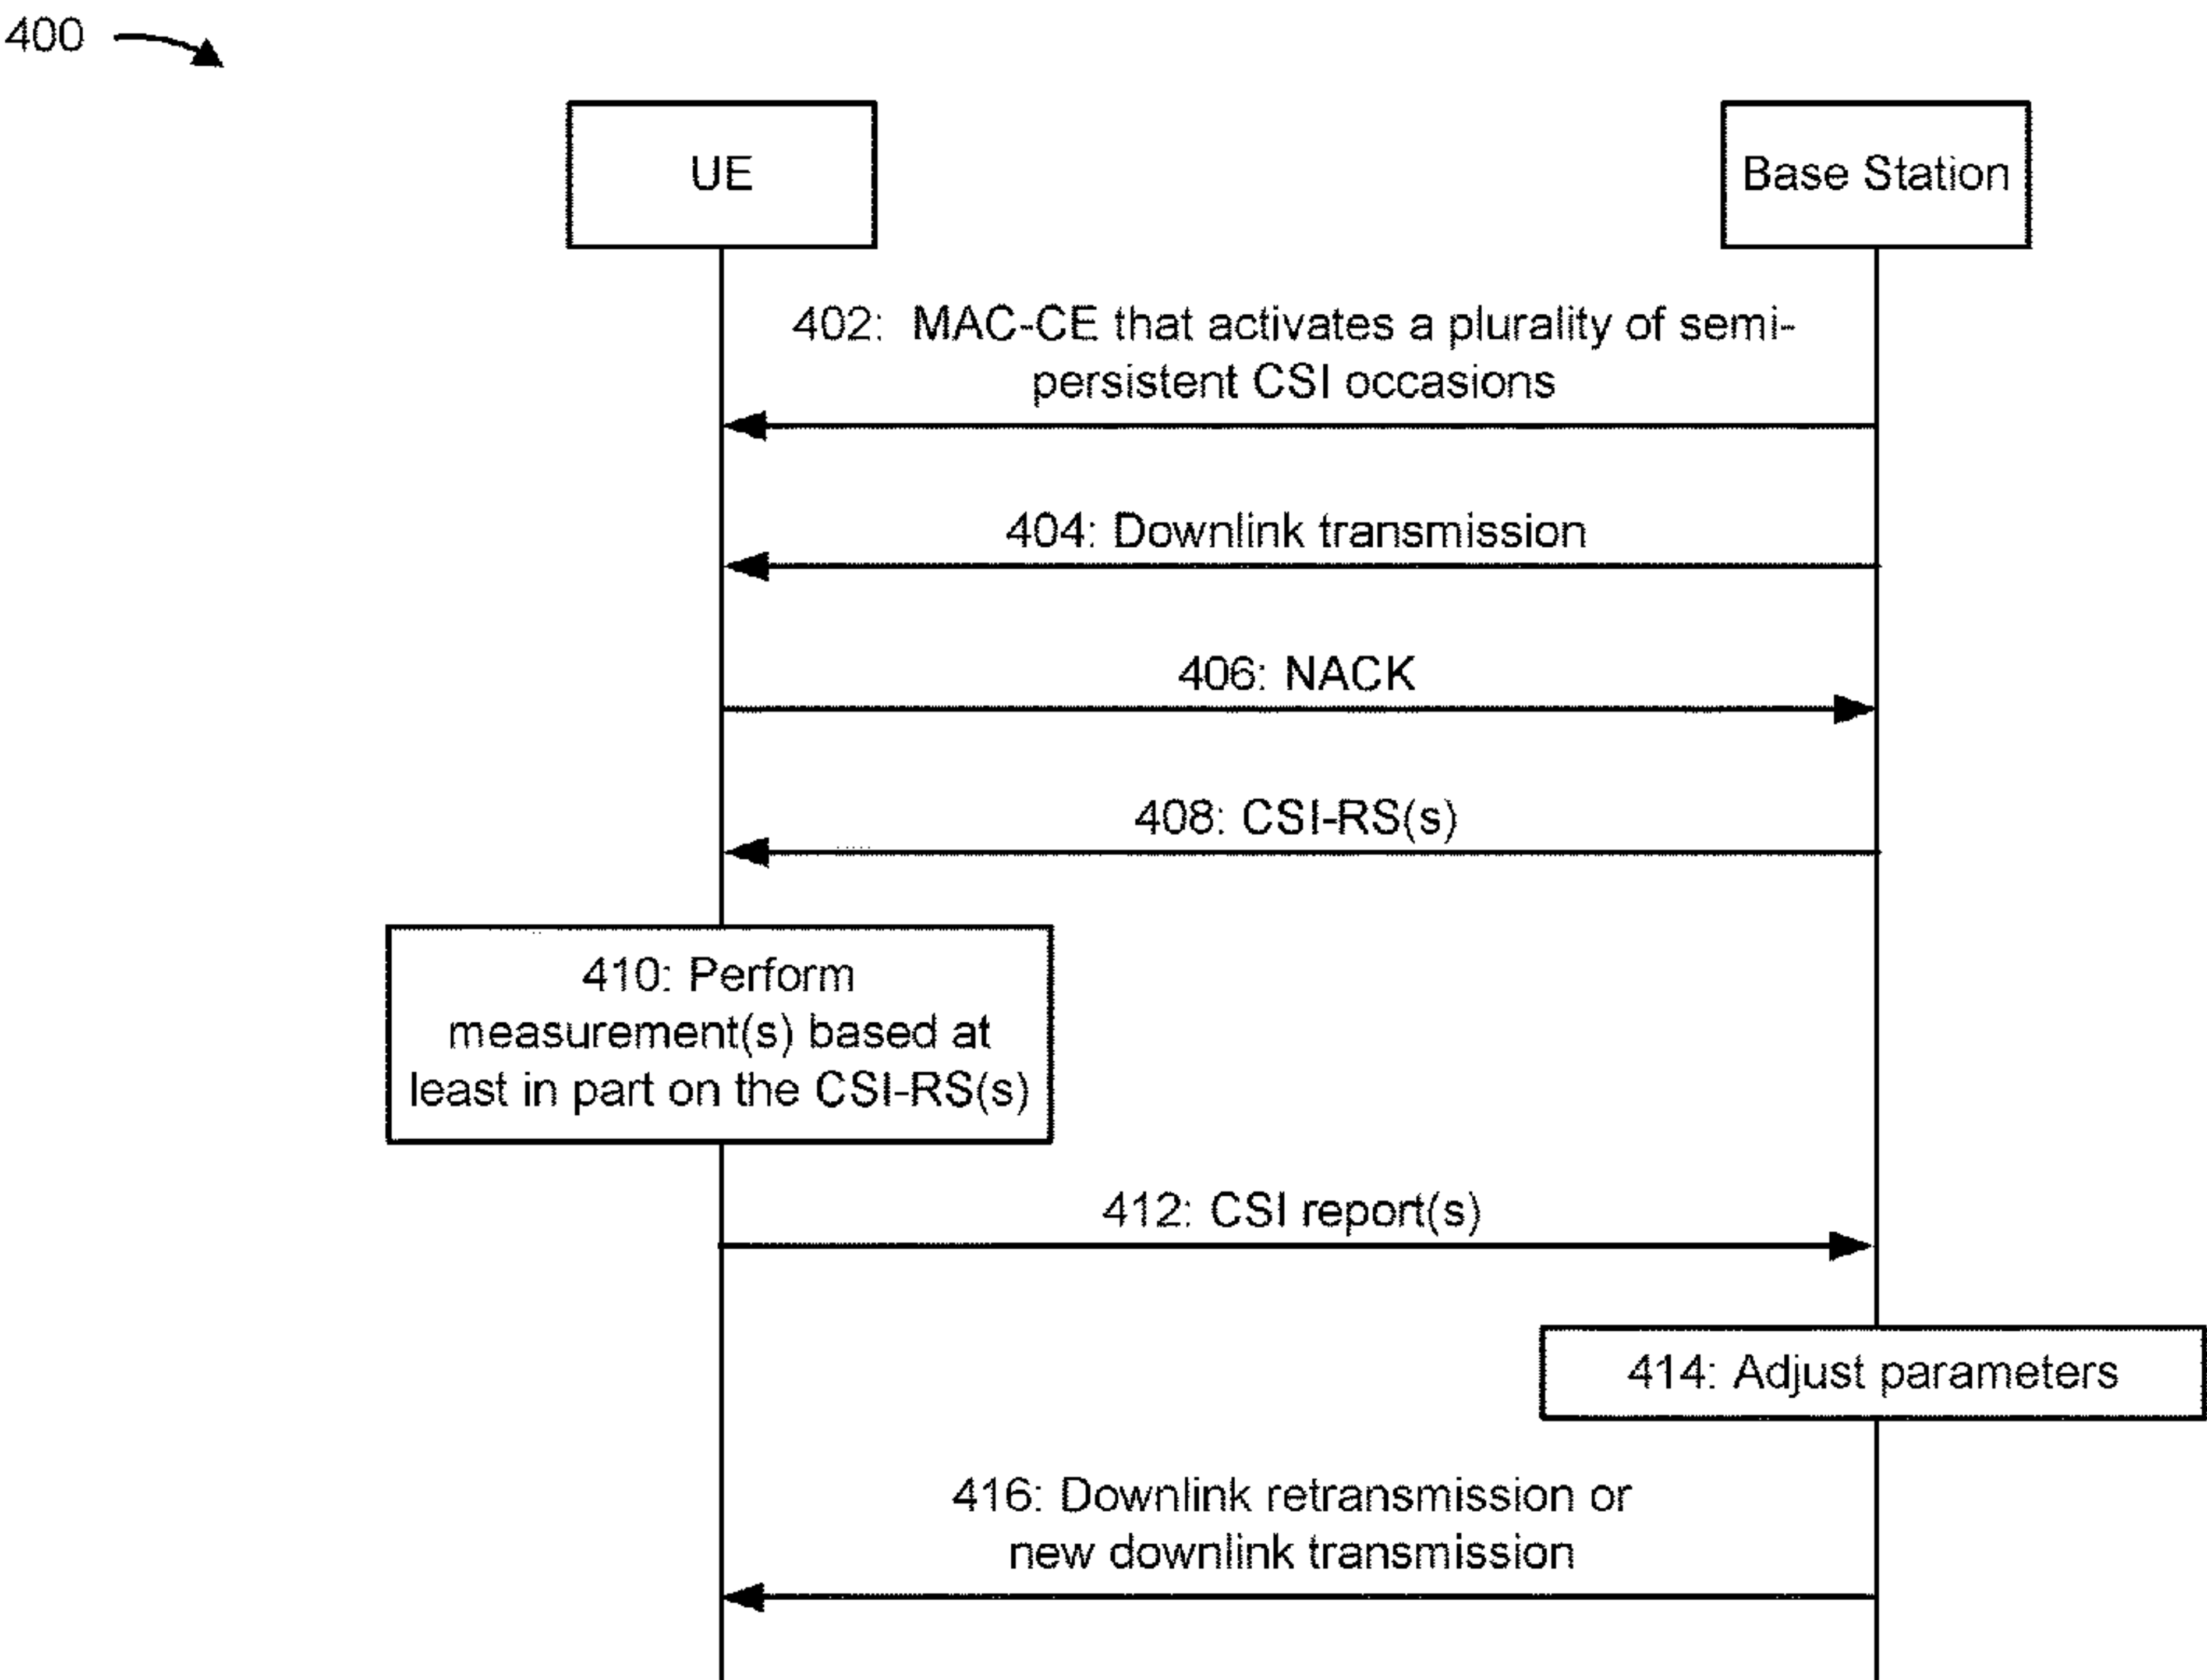 400
UE
Base Station
402: MAC-CE that activates a plurality of semi-
persistent CSI occasions
404: Downlink transmission
406: NACK
408: CSI-RS(s)
410: Perform
measurement(s) based at
least in part on the CSI-RS(s)
412: CSI report(s)
414: Adjust parameters
416: Downlink retransmission or
new downlink transmission